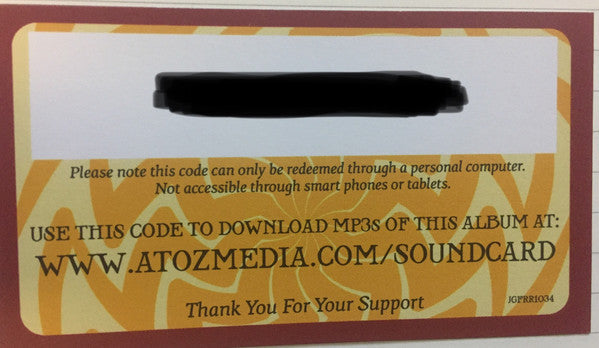 Please note this code can only be redeemed through a personal computer.
Not accessible through smart phones or tablets.
USE THIS CODE TO DOWNLOAD MP3S OF THIS ALBUM AT:
WWW.ATOZMEDIA.COM/SOUNDCARD
Thank You For Your Support
JGPRR1034